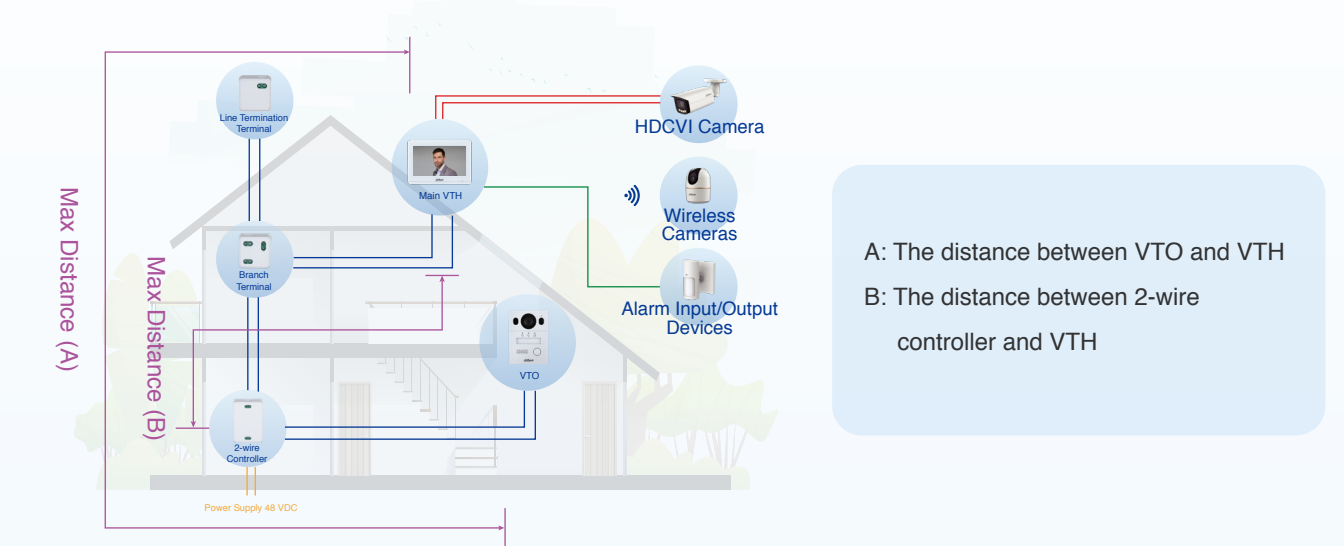 Line Termination
Terminal
Main VTH
HDCVI Camera
Wireless
Cameras
Branch
Terminal
Alarm Input/Output
Devices
VTO
2-wire
Controller
Power Supply 48 VDC
Max Distance (A)
Max Distance (B)
A: The distance between VTO and VTH
B: The distance between 2-wire
controller and VTH